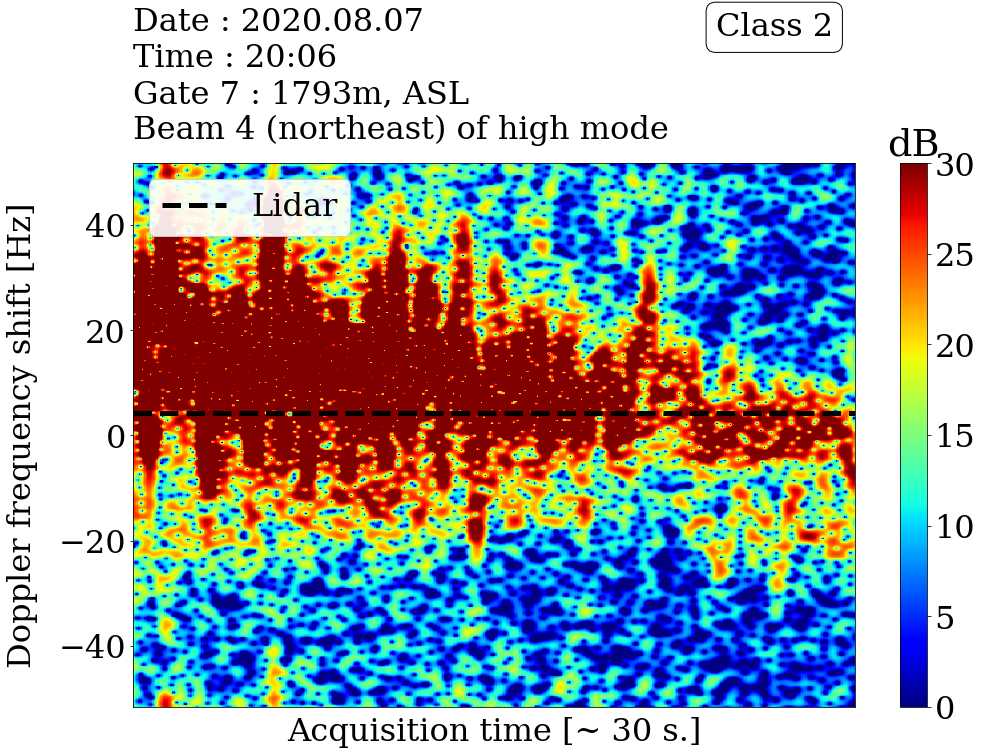 Date : 2020.08.07
Time : 20:06
Gate 7 : 1793m, ASL
Beam 4 (northeast) of high mode
Class 2
dB
Lidar
Doppler frequency shift [Hz]
40
20
0
−20
−40
30
25
20
15
10
5
0
Acquisition time [~ 30 s.]